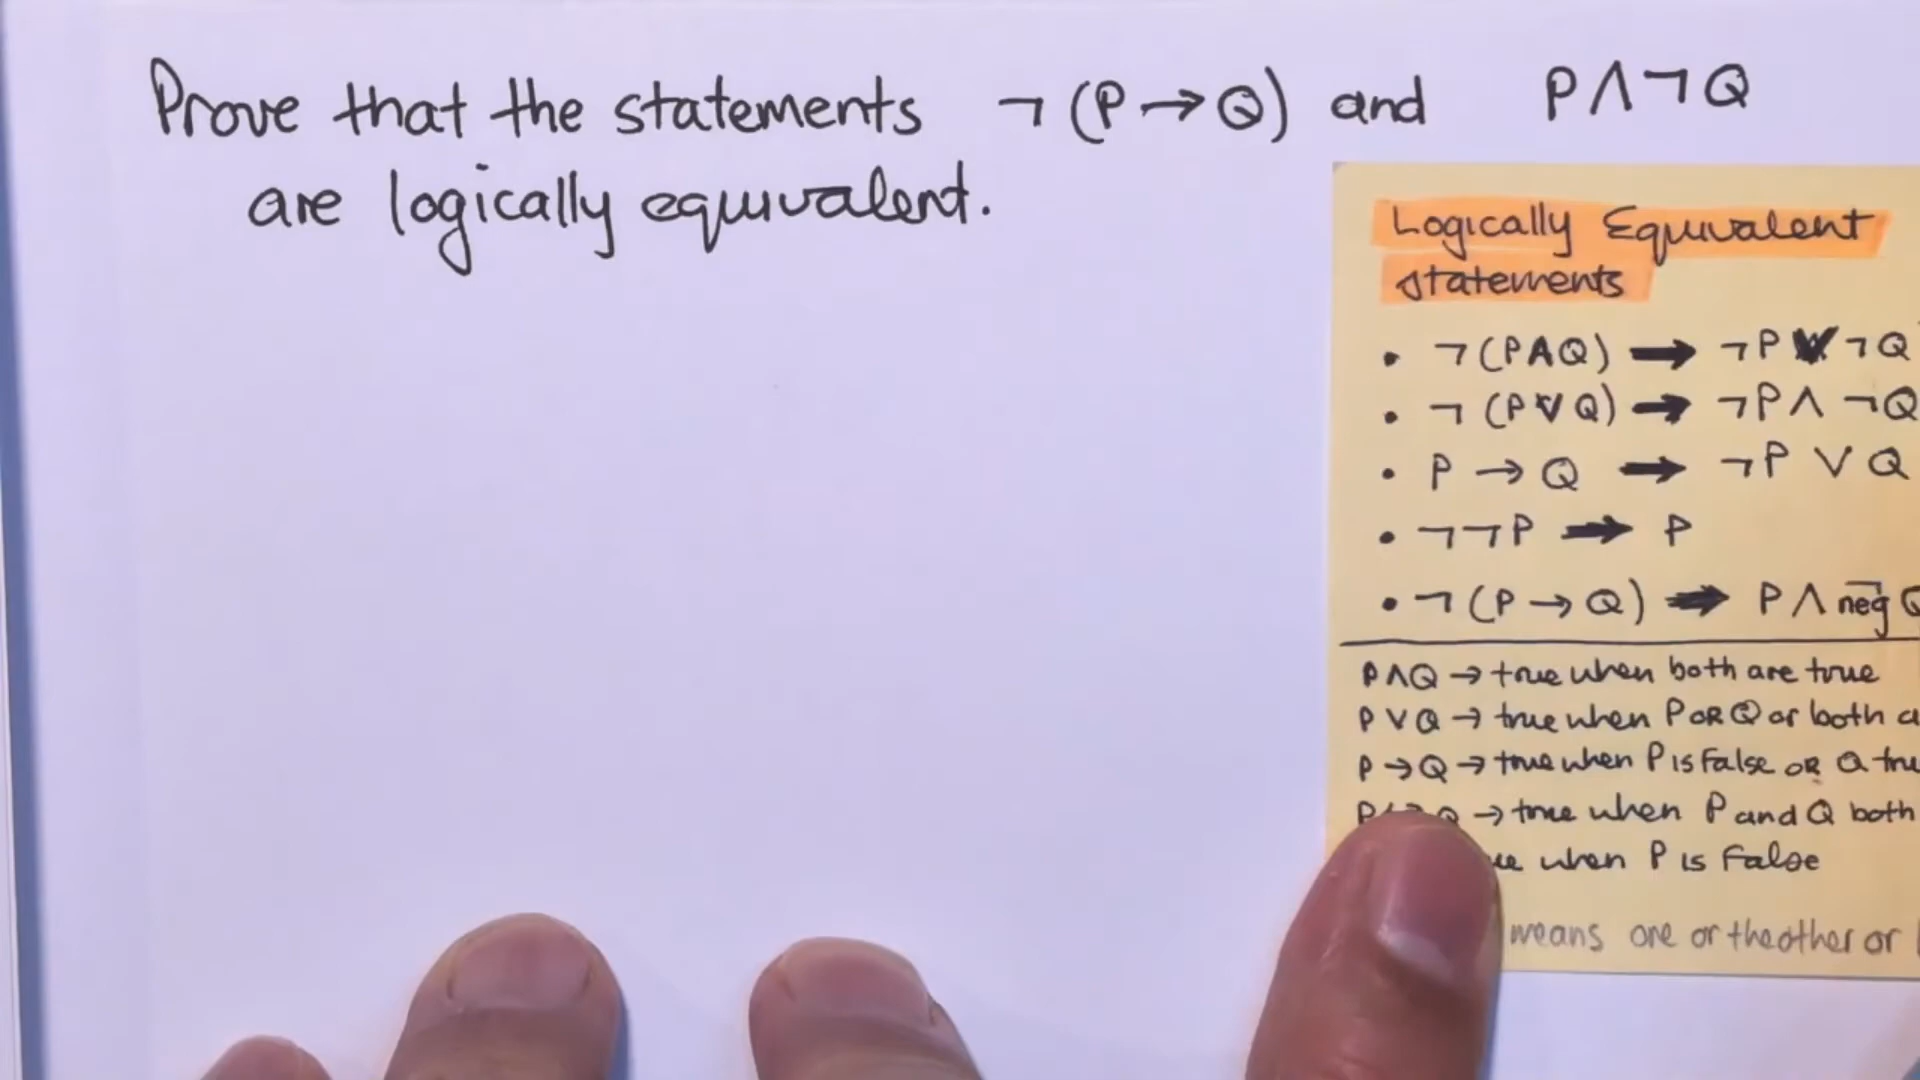 Prove that the statements ¬(P→Q) and P∧¬Q
are logically equivalent.
Logically Equivalent
statements
• ¬(P∧Q) → ¬P ∨ ¬Q
• ¬(P∨Q) → ¬P∧ ¬Q
• P → Q → ¬P ∨ Q
• ¬¬P → P
• ¬(P→Q) → P∧ neg Q
P∧Q → true when both are true
P∨Q → true when P OR Q or both
P→Q → true when P is False OR Q
Q → true when P and Q both
when P is False
means one or the other or